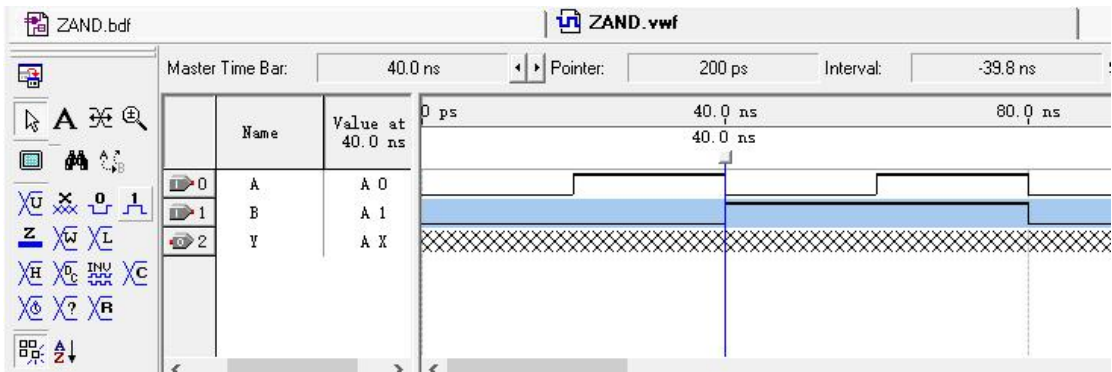 ZAND.bdf
ZAND.vwf
Master Time Bar: 40.0 ns Pointer: 200 ps Interval: -39.8 ns
Name Value at 40.0 ns
0 ps 40.0 ns 80.0 ns
40.0 ns
0 A A 0
1 B A 1
2 Y A X